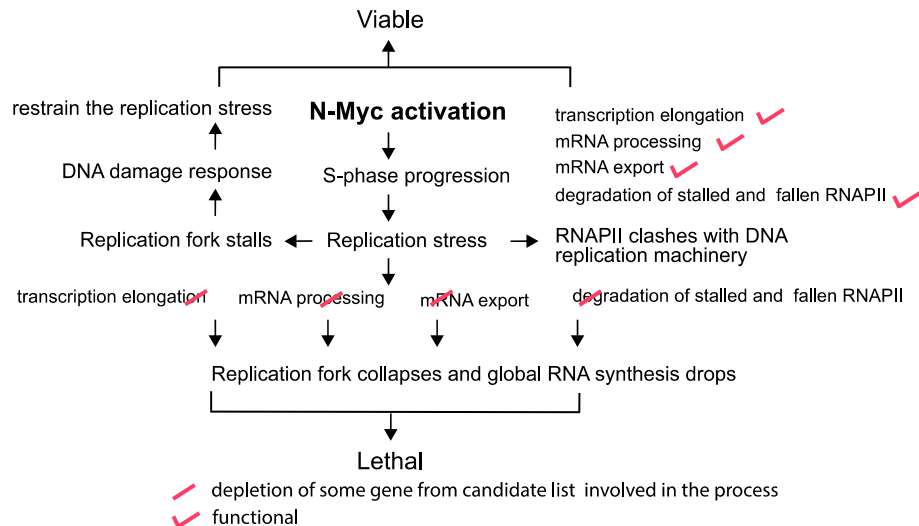 Viable
restrain the replication stress
N-Myc activation
transcription elongation
mRNA processing
mRNA export
degradation of stalled and fallen RNAPII
DNA damage response
S-phase progression
Replication fork stalls
Replication stress
RNAPII clashes with DNA
replication machinery
transcription elongation
mRNA processing
mRNA export
degradation of stalled and fallen RNAPII
Replication fork collapses and global RNA synthesis drops
Lethal
depletion of some gene from candidate list involved in the process
functional